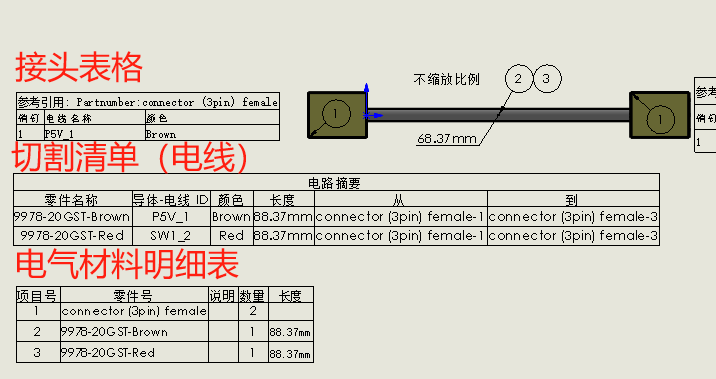 接头表格
不缩放比例
2 3
参考引用: Partnumber:connector (3pin) female
销钉 电线名称 颜色
1 P5V_1 Brown
1
1
68.37mm
参考
销钉
1
切割清单（电线）
电路摘要
零件名称 导体-电线 ID 颜色 长度 从 到
9978-20GST-Brown P5V_1 Brown 88.37mm connector (3pin) female-1 connector (3pin) female-3
9978-20GST-Red SW1_2 Red 88.37mm connector (3pin) female-1 connector (3pin) female-3
电气材料明细表
项目号 零件号 说明 数量 长度
1 connector (3pin) female 2
2 9978-20GST-Brown 1 88.37mm
3 9978-20GST-Red 1 88.37mm